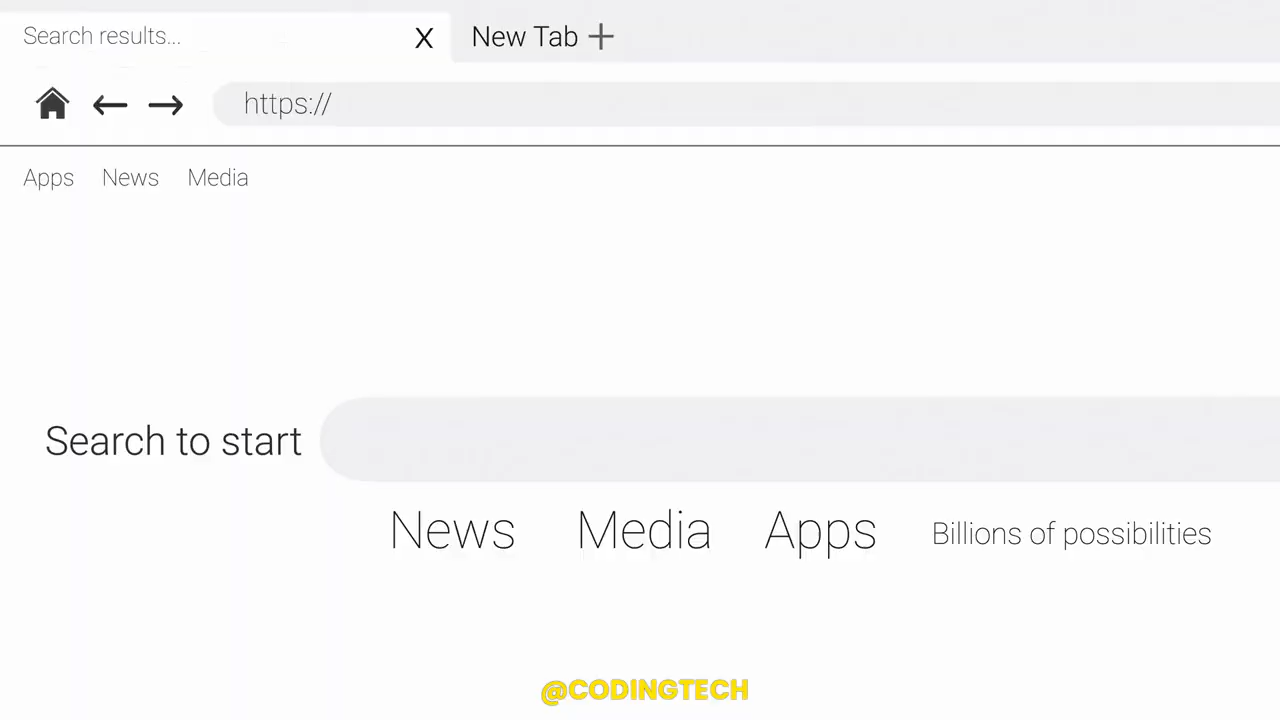 Search results... X New Tab +
https://
Apps News Media
Search to start
News Media Apps Billions of possibilities
@CODINGTECH